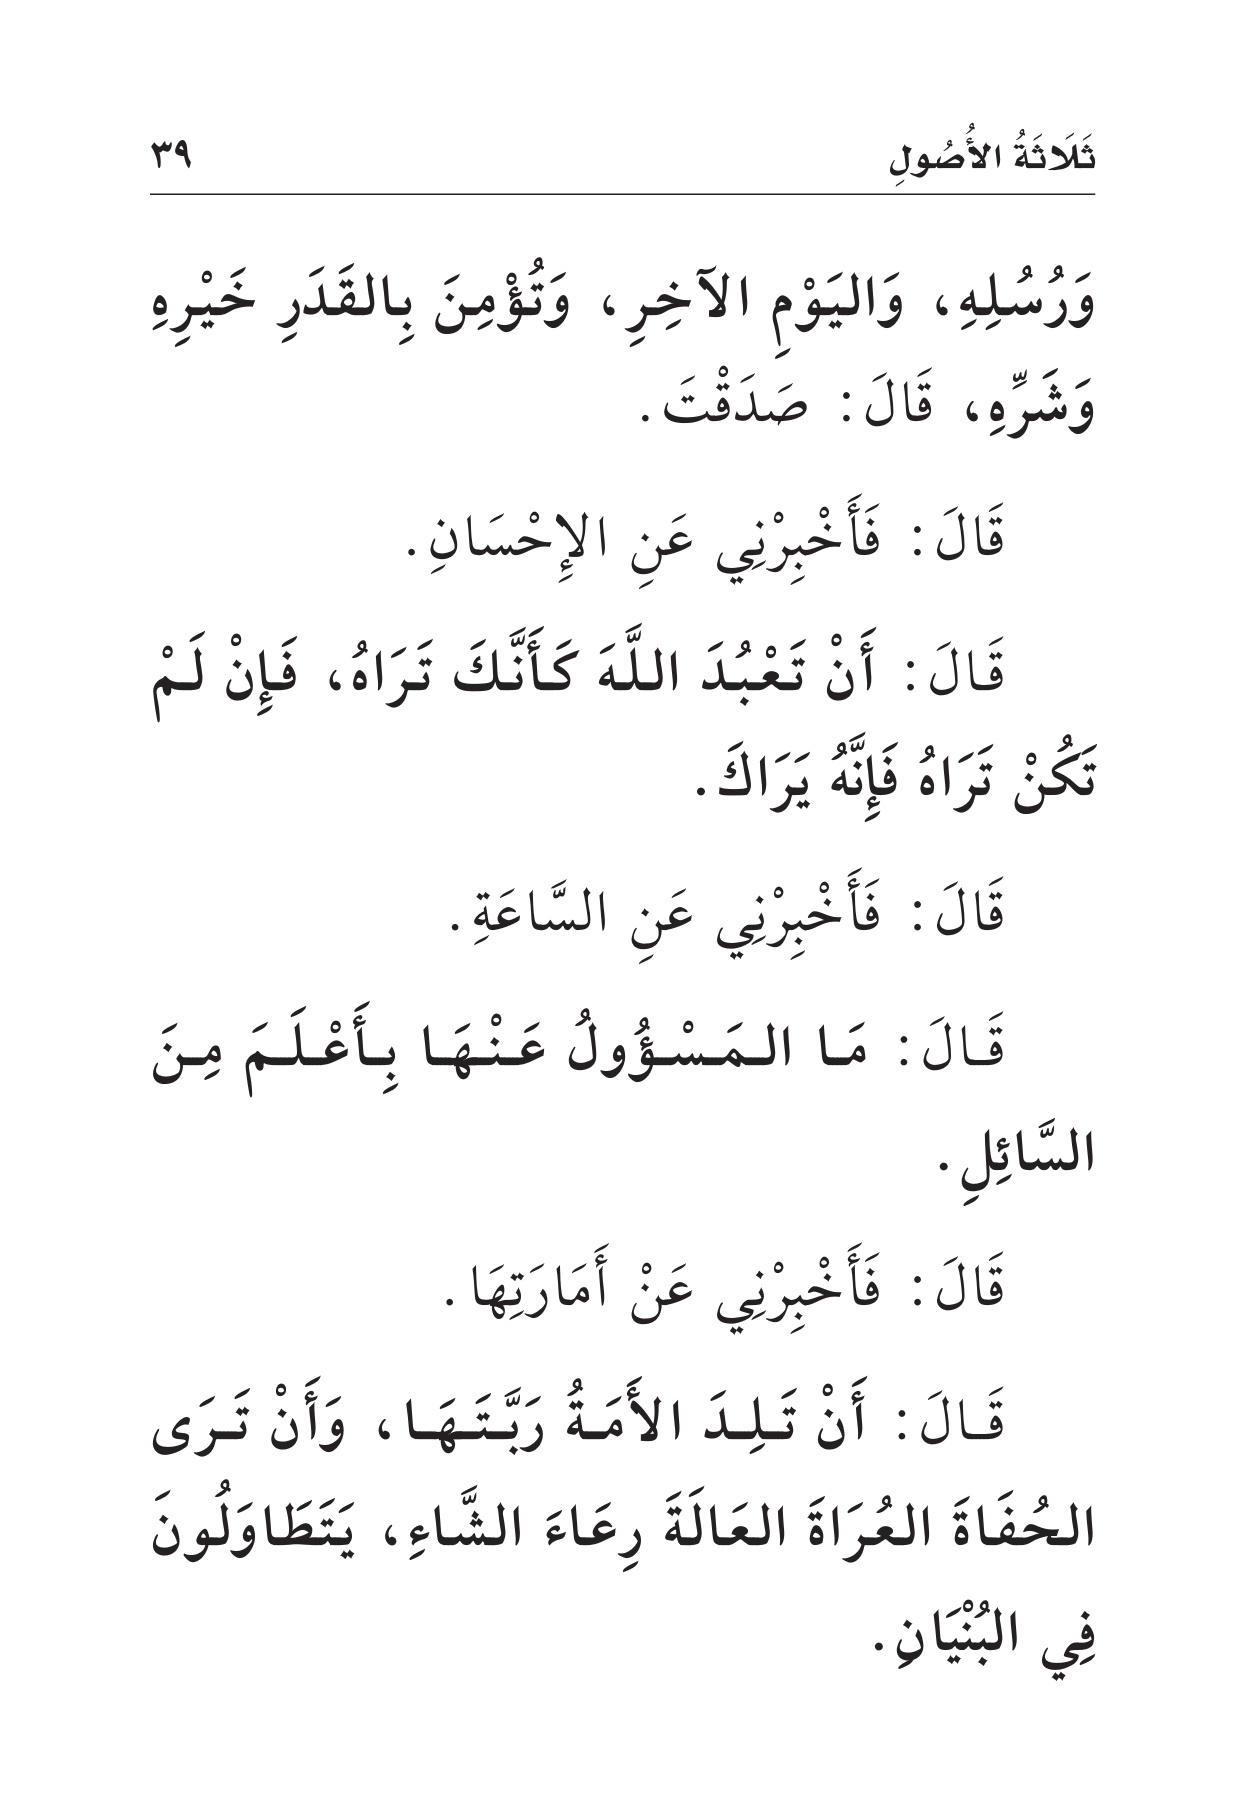 ثَلَاثَةُ الأُصُولِ ٣٩
وَرُسُلِهِ، وَاليَوْمِ الآخِرِ، وَتُؤْمِنَ بِالقَدَرِ خَيْرِهِ
وَشَرِّهِ، قَالَ: صَدَقْتَ.
قَالَ: فَأَخْبِرْنِي عَنِ الإِحْسَانِ.
قَالَ: أَنْ تَعْبُدَ اللَّهَ كَأَنَّكَ تَرَاهُ، فَإِنْ لَمْ
تَكُنْ تَرَاهُ فَإِنَّهُ يَرَاكَ.
قَالَ: فَأَخْبِرْنِي عَنِ السَّاعَةِ.
قَالَ: مَا المَسْؤُولُ عَنْهَا بِأَعْلَمَ مِنَ
السَّائِلِ.
قَالَ: فَأَخْبِرْنِي عَنْ أَمَارَتِهَا.
قَالَ: أَنْ تَلِدَ الأَمَةُ رَبَّتَهَا، وَأَنْ تَرَى
الحُفَاةَ العُرَاةَ العَالَةَ رِعَاءَ الشَّاءِ، يَتَطَاوَلُونَ
فِي البُنْيَانِ.